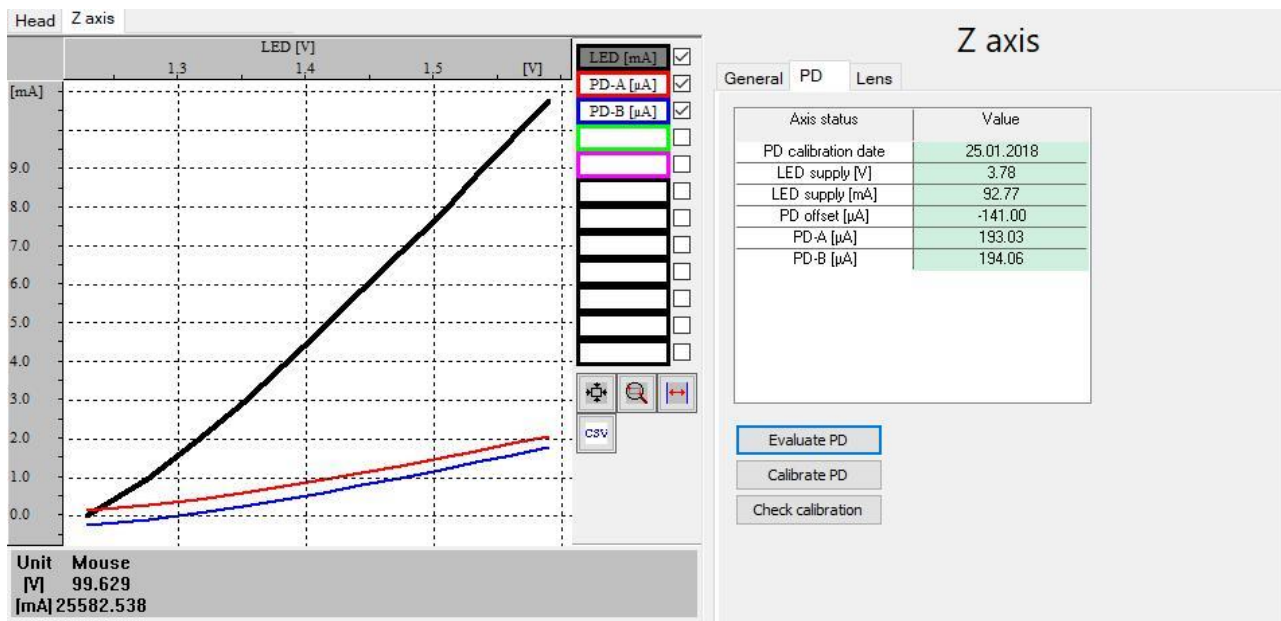 Head Z axis
Z axis
LED [V]
1,3 1,4 1,5 [V]
[mA]
9.0
8.0
7.0
6.0
5.0
4.0
3.0
2.0
1.0
0.0
LED [mA]
PD-A [µA]
PD-B [µA]
CSV
Unit Mouse
[V] 99.629
[mA] 25582.538
General PD Lens
Axis status Value
PD calibration date 25.01.2018
LED supply [V] 3.78
LED supply [mA] 92.77
PD offset [µA] -141.00
PD-A [µA] 193.03
PD-B [µA] 194.06
Evaluate PD
Calibrate PD
Check calibration